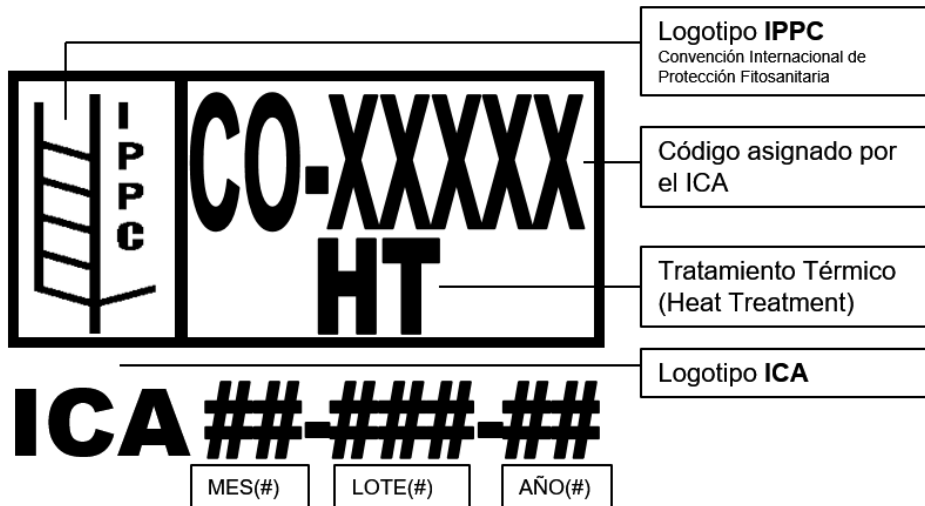 Logotipo IPPC
Convención Internacional de
Protección Fitosanitaria
I
P
P
C
CO-XXXXX
HT
Código asignado por
el ICA
Tratamiento Térmico
(Heat Treatment)
Logotipo ICA
ICA ##-###-##
MES(#)
LOTE(#)
AÑO(#)